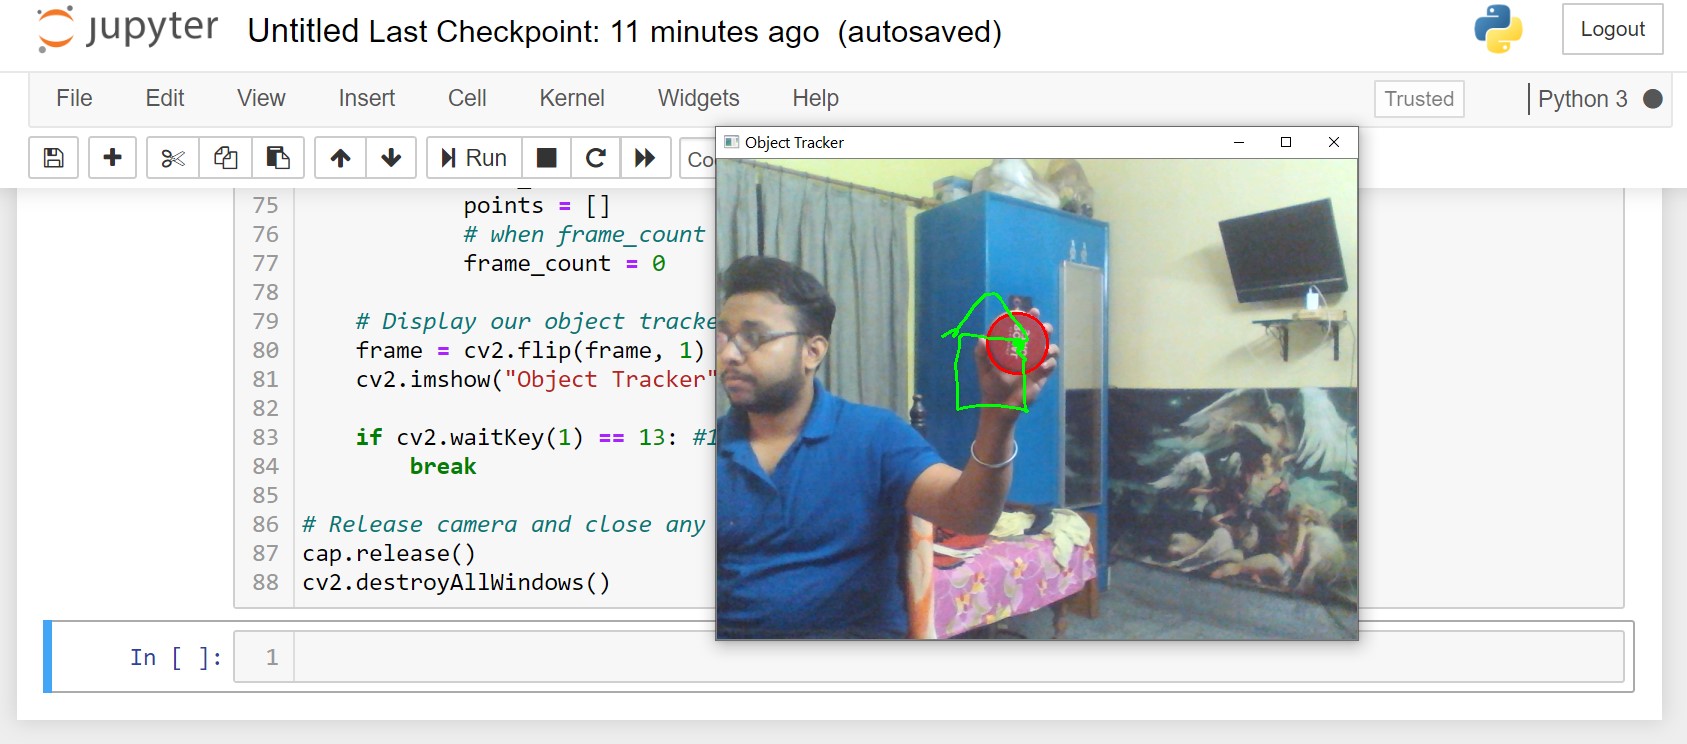 jupyter Untitled Last Checkpoint: 11 minutes ago (autosaved)
Logout
File Edit View Insert Cell Kernel Widgets Help
Trusted
Python 3
Run
Co
Object Tracker
75 points = []
76 # when frame_count
77 frame_count = 0
78
79 # Display our object tracke
80 frame = cv2.flip(frame, 1)
81 cv2.imshow("Object Tracker"
82
83 if cv2.waitKey(1) == 13: #1
84 break
85
86 # Release camera and close any
87 cap.release()
88 cv2.destroyAllWindows()
In [ ]: 1